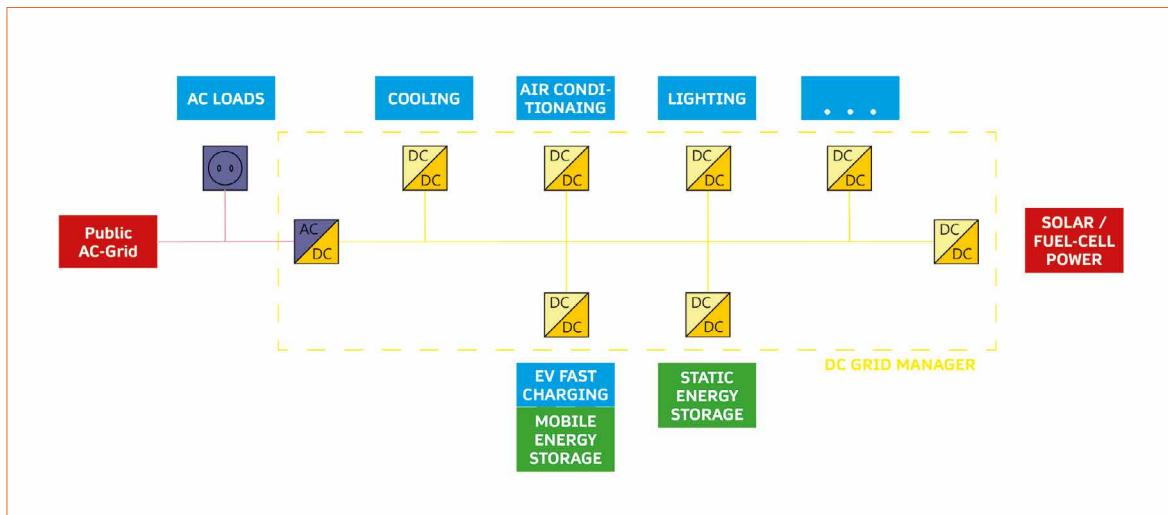 AC LOADS
COOLING
AIR CONDI-
TIONAING
LIGHTING
. . .
DC
DC
DC
DC
DC
DC
DC
DC
Public
AC-Grid
AC
DC
DC
DC
SOLAR /
FUEL-CELL
POWER
DC
DC
DC
DC
DC GRID MANAGER
EV FAST
CHARGING
MOBILE
ENERGY
STORAGE
STATIC
ENERGY
STORAGE